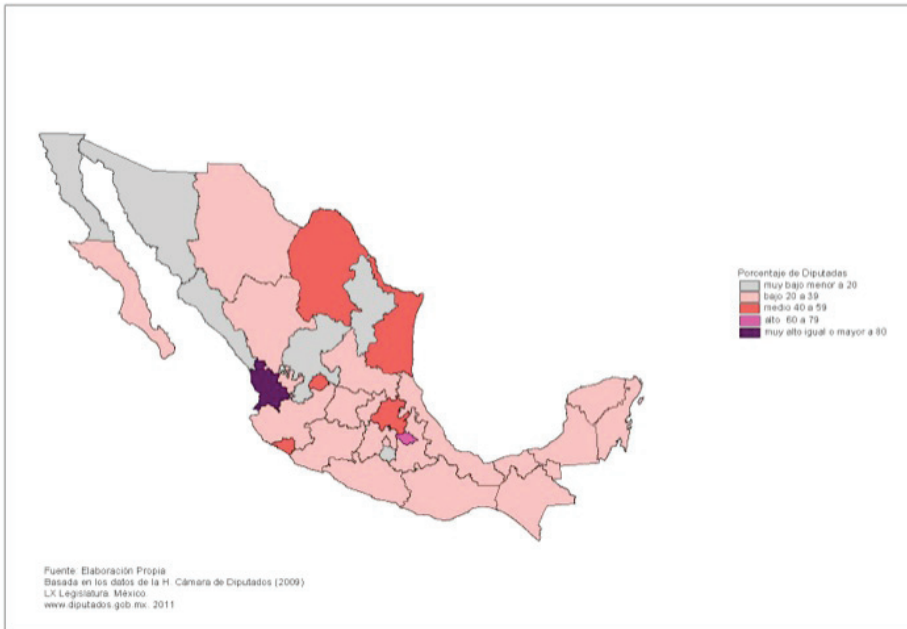 Porcentaje de Diputadas
muy bajo menor a 20
bajo 20 a 39
medio 40 a 59
alto 60 a 79
muy alto igual o mayor a 80
Fuente: Elaboración Propia
Basada en los datos de la H. Cámara de Diputados (2009)
LX Legislatura. México
www.diputados.gob.mx. 2011